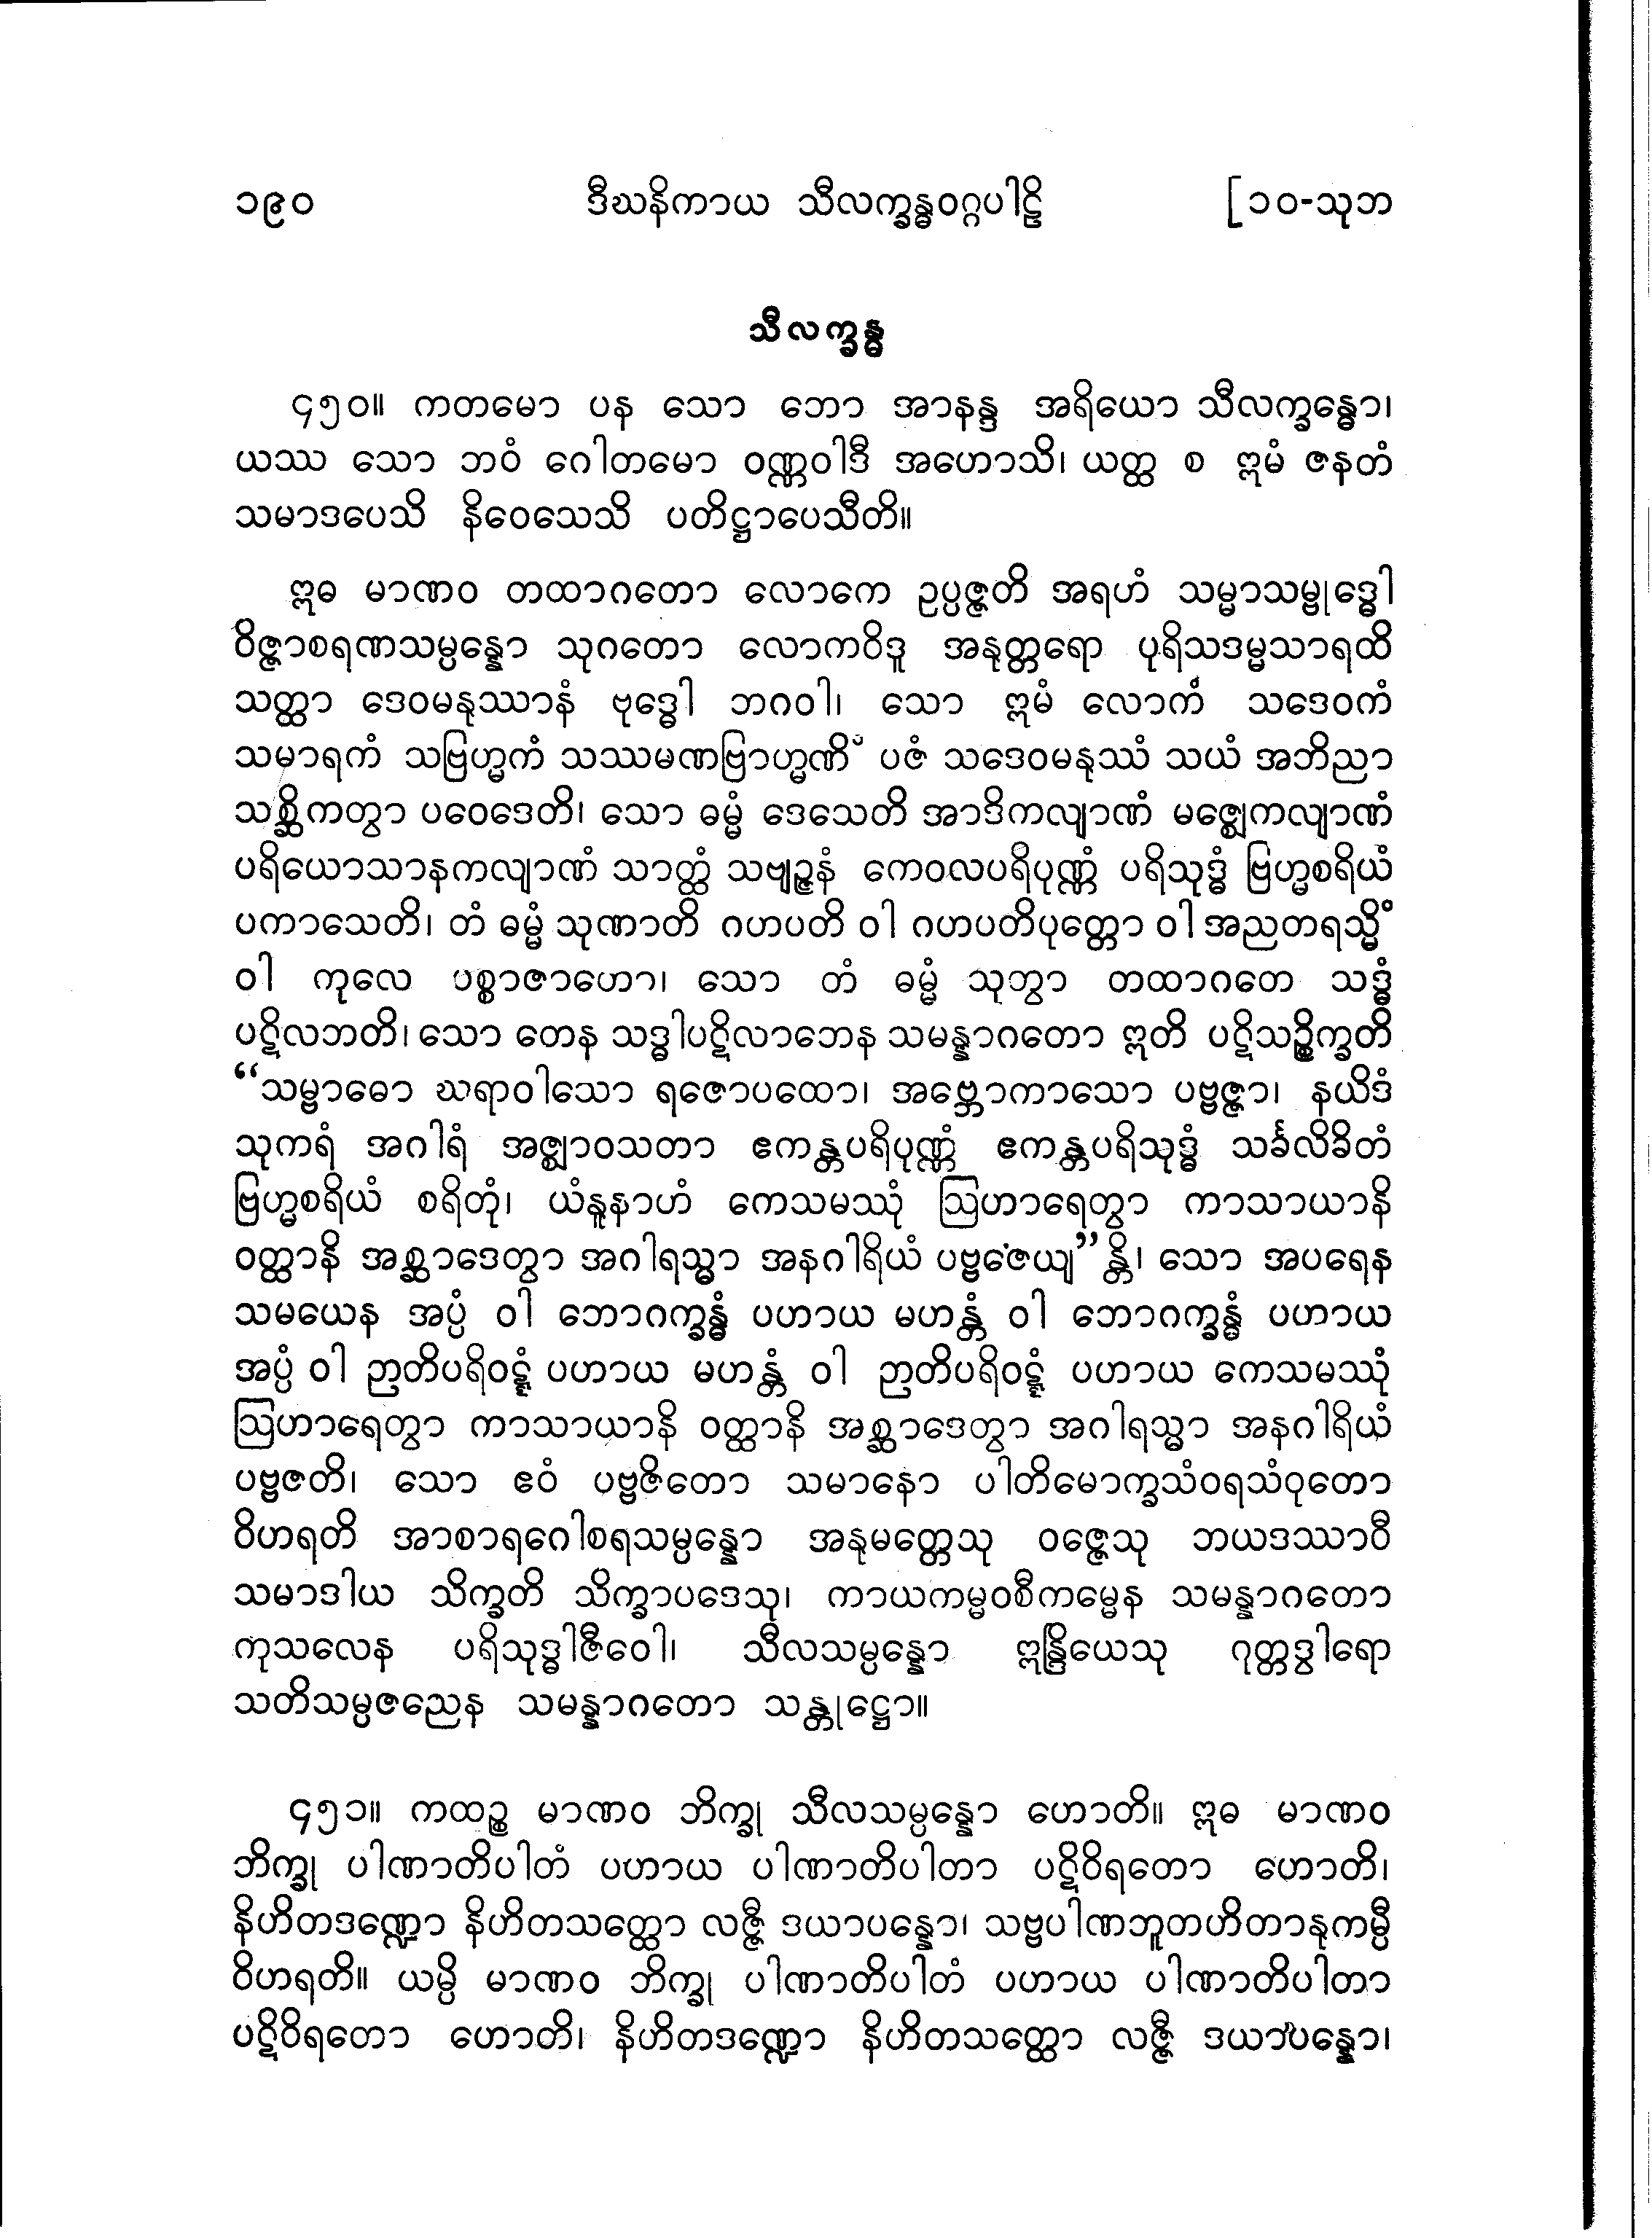 ၁၉၀ ဒီဃနိကာယ သီလက္ခန္ဓဝဂ္ဂပါဠိ [၁၀-သုဘ
သီလက္ခန္ဓ
၄၅၀။ ကတမော ပန သော ဘော အာနန္ဒ အရိယော သီလက္ခန္ဓော၊
ယဿ သော ဘဝံ ဂေါတမော ဝဏ္ဏဝါဒီ အဟောသိ၊ ယတ္ထ စ ဣမံ ဇနတံ
သမာဒပေသိ နိဝေသေသိ ပတိဋ္ဌာပေသီတိ။
ဣဓ မာဏဝ တထာဂတော လောကေ ဥပ္ပဇ္ဇတိ အရဟံ သမ္မာသမ္ဗုဒ္ဓေါ
ဝိဇ္ဇာစရဏသမ္ပန္နော သုဂတော လောကဝိဒူ အနုတ္တရော ပုရိသဒမ္မသာရထိ
သတ္ထာ ဒေဝမနုဿာနံ ဗုဒ္ဓေါ ဘဂဝါ၊ သော ဣမံ လောကံ သဒေဝကံ
သမာရကံ သဗြဟ္မကံ သဿမဏဗြာဟ္မဏိံ ပဇံ သဒေဝမနုဿံ သယံ အဘိညာ
သစ္ဆိကတွာ ပဝေဒေတိ၊ သော ဓမ္မံ ဒေသေတိ အာဒိကလျာဏံ မဇ္ဈေကလျာဏံ
ပရိယောသာနကလျာဏံ သာတ္ထံ သဗျဉ္ဇနံ ကေဝလပရိပုဏ္ဏံ ပရိသုဒ္ဓံ ဗြဟ္မစရိယံ
ပကာသေတိ၊ တံ ဓမ္မံ သုဏာတိ ဂဟပတိ ဝါ ဂဟပတိပုတ္တော ဝါ အညတရသ္မိံ
ဝါ ကုလေ ပစ္စာဇာဟော၊ သော တံ ဓမ္မံ သုတွာ တထာဂတေ သဒ္ဓံ
ပဋိလဘတိ၊ သော တေန သဒ္ဓါပဋိလာဘေန သမန္နာဂတော ဣတိ ပဋိသဉ္စိက္ခတိ
“သမ္ဗာဓော ဃရာဝါသော ရဇောပထော၊ အဗ္ဘောကာသော ပဗ္ဗဇ္ဇာ၊ နယိဒံ
သုကရံ အဂါရံ အဇ္ဈာဝသတာ ဧကန္တပရိပုဏ္ဏံ ဧကန္တပရိသုဒ္ဓံ သင်္ခလိခိတံ
ဗြဟ္မစရိယံ စရိတုံ၊ ယံနူနာဟံ ကေသမဿုံ ဩဟာရေတွာ ကာသာယာနိ
ဝတ္ထာနိ အစ္ဆာဒေတွာ အဂါရသ္မာ အနဂါရိယံ ပဗ္ဗဇေယျ”န္တိ၊ သော အပရေန
သမယေန အပ္ပံ ဝါ ဘောဂက္ခန္ဓံ ပဟာယ မဟန္တံ ဝါ ဘောဂက္ခန္ဓံ ပဟာယ
အပ္ပံ ဝါ ဉာတိပရိဝဋ္ဋံ ပဟာယ မဟန္တံ ဝါ ဉာတိပရိဝဋ္ဋံ ပဟာယ ကေသမဿုံ
ဩဟာရေတွာ ကာသာယာနိ ဝတ္ထာနိ အစ္ဆာဒေတွာ အဂါရသ္မာ အနဂါရိယံ
ပဗ္ဗဇတိ၊ သော ဧဝံ ပဗ္ဗဇိတော သမာနော ပါတိမောက္ခသံဝရသံဝုတော
ဝိဟရတိ အာစာရဂေါစရသမ္ပန္နော အနုမတ္တေသု ဝဇ္ဇေသု ဘယဒဿာဝီ
သမာဒါယ သိက္ခတိ သိက္ခာပဒေသု၊ ကာယကမ္မဝစီကမ္မေန သမန္နာဂတော
ကုသလေန ပရိသုဒ္ဓါဇီဝေါ၊ သီလသမ္ပန္နော ဣန္ဒြိယေသု ဂုတ္တဒွါရော
သတိသမ္ပဇညေန သမန္နာဂတော သန္တုဋ္ဌော။
၄၅၁။ ကထဉ္စ မာဏဝ ဘိက္ခု သီလသမ္ပန္နော ဟောတိ။ ဣဓ မာဏဝ
ဘိက္ခု ပါဏာတိပါတံ ပဟာယ ပါဏာတိပါတာ ပဋိဝိရတော ဟောတိ၊
နိဟိတဒဏ္ဍော နိဟိတသတ္ထော လဇ္ဇီ ဒယာပန္နော၊ သဗ္ဗပါဏဘူတဟိတာနုကမ္ပီ
ဝိဟရတိ။ ယမ္ပိ မာဏဝ ဘိက္ခု ပါဏာတိပါတံ ပဟာယ ပါဏာတိပါတာ
ပဋိဝိရတော ဟောတိ၊ နိဟိတဒဏ္ဍော နိဟိတသတ္ထော လဇ္ဇီ ဒယာပန္နော၊